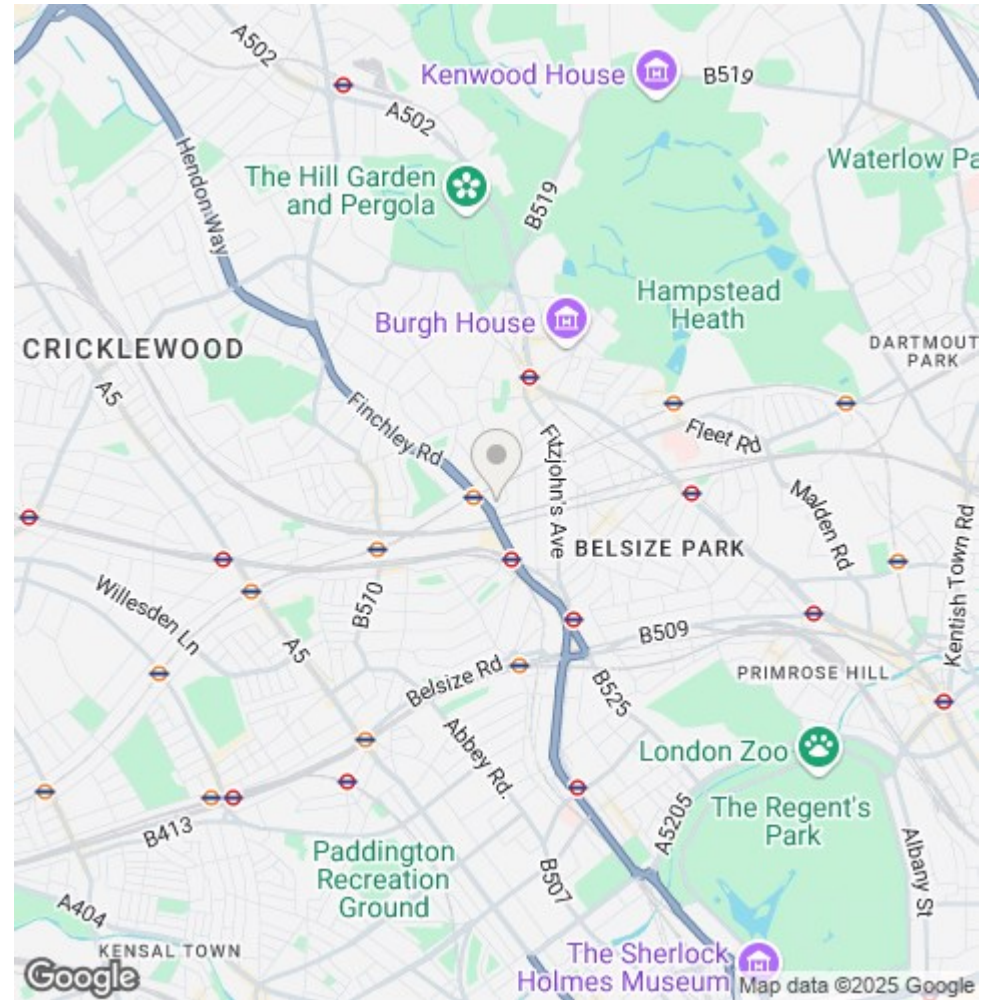 A502
Kenwood House
B519
A502
Hendon Way
The Hill Garden
and Pergola
B519
Waterlow Pa
Hampstead
Heath
Burgh House
CRICKLEWOOD
DARTMOUT
PARK
A5
Finchley Rd
Fitzjohn's Ave
Fleet Rd
Malden Rd
BELSIZE PARK
Kentish Town Rd
Willesden Ln
B510
A5
B509
Belsize Rd
B525
PRIMROSE HILL
Abbey Rd.
London Zoo
The Regent's
Park
A5205
B413
Paddington
Recreation
Ground
B507
Albany St
A404
KENSAL TOWN
The Sherlock
Holmes Museum
Google
Map data ©2025 Google